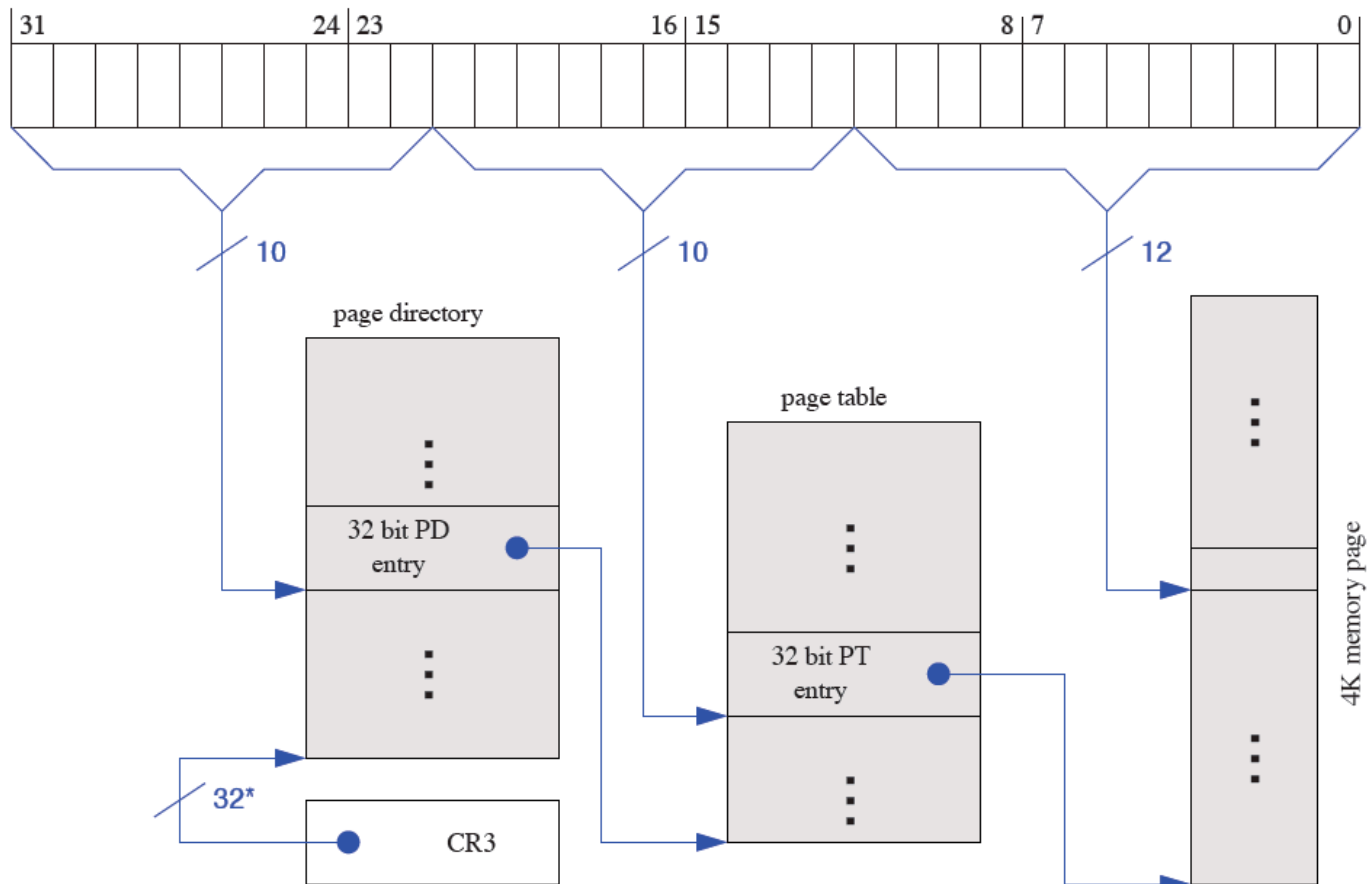 31 24 23 16 15 8 7 0
10 10 12
page directory
page table
32 bit PD
entry
32 bit PT
entry
4K memory page
32*
CR3